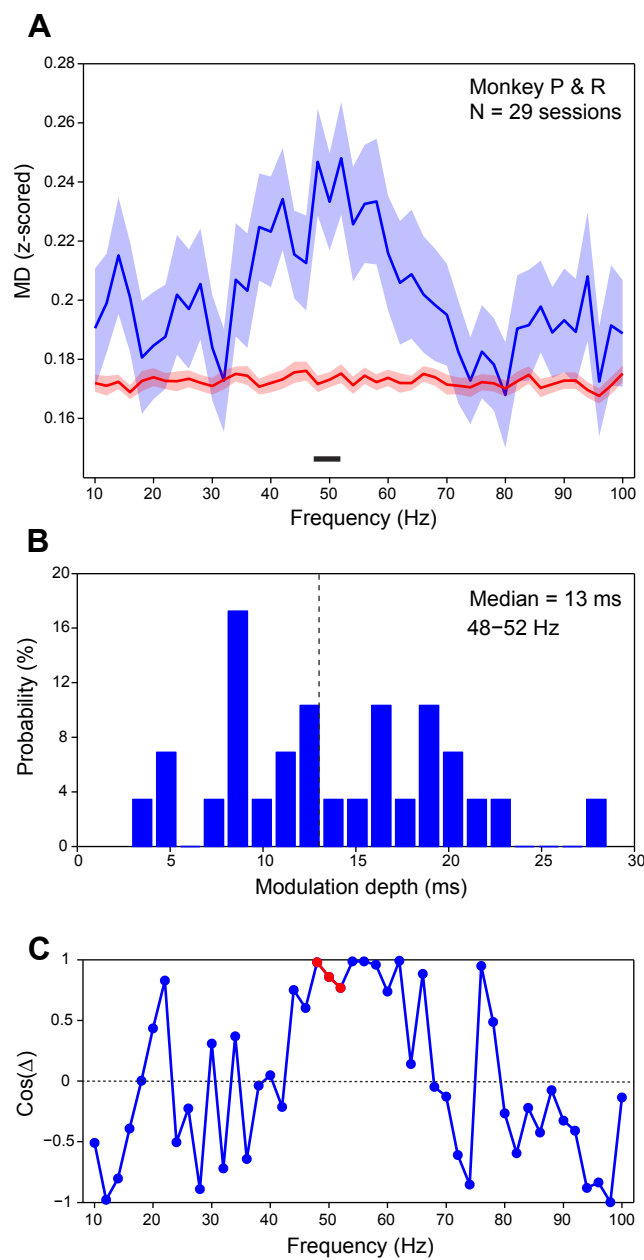 A
0.28
0.26
0.24
0.22
0.2
0.18
0.16
MD (z-scored)
Monkey P & R
N = 29 sessions
10 20 30 40 50 60 70 80 90 100
Frequency (Hz)
B
20
16
12
8
4
0
Probability (%)
Median = 13 ms
48−52 Hz
0 5 10 15 20 25 30
Modulation depth (ms)
C
1
0.5
0
−0.5
−1
Cos(Δ)
10 20 30 40 50 60 70 80 90 100
Frequency (Hz)